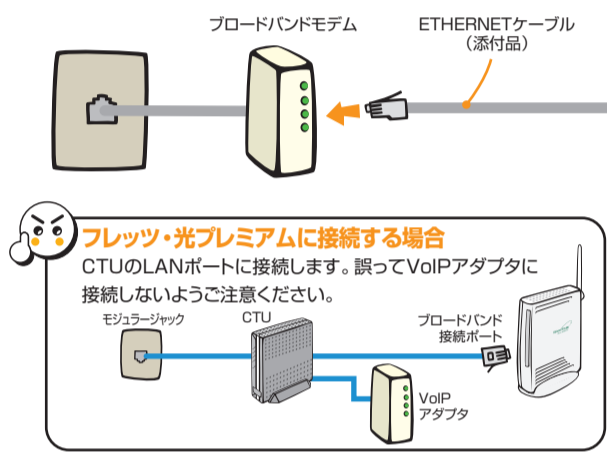 ブロードバンドモデム
ETHERNETケーブル
（添付品）
フレッツ・光プレミアムに接続する場合
CTUのLANポートに接続します。誤ってVoIPアダプタに
接続しないようご注意ください。
モジュラージャック
CTU
ブロードバンド
接続ポート
VoIP
アダプタ